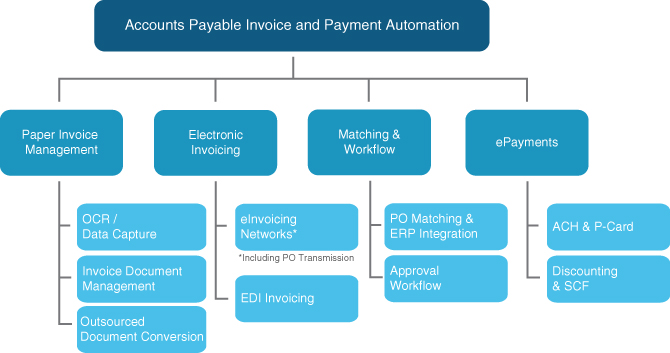 Accounts Payable Invoice and Payment Automation
Paper Invoice
Management
Electronic
Invoicing
Matching &
Workflow
ePayments
OCR /
Data Capture
Invoice Document
Management
Outsourced
Document Conversion
eInvoicing
Networks*
*Including PO Transmission
EDI Invoicing
PO Matching &
ERP Integration
Approval
Workflow
ACH & P-Card
Discounting
& SCF